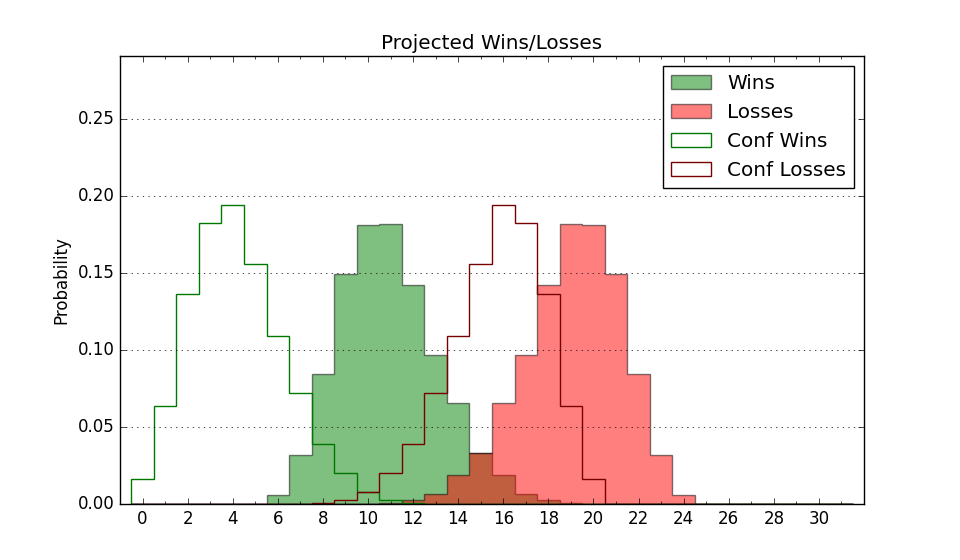 Projected Wins/Losses
Wins
Losses
Conf Wins
Conf Losses
Probability
0.25
0.20
0.15
0.10
0.05
0.00
0 2 4 6 8 10 12 14 16 18 20 22 24 26 28 30